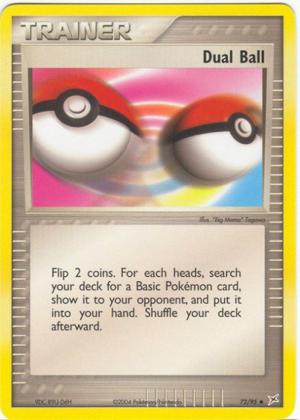 TRAINER
Dual Ball
Illus. "Big Mama" Tagawa
Flip 2 coins. For each heads, search
your deck for a Basic Pokémon card,
show it to your opponent, and put it
into your hand. Shuffle your deck
afterward.
©2004 Pokémon/Nintendo
72/95